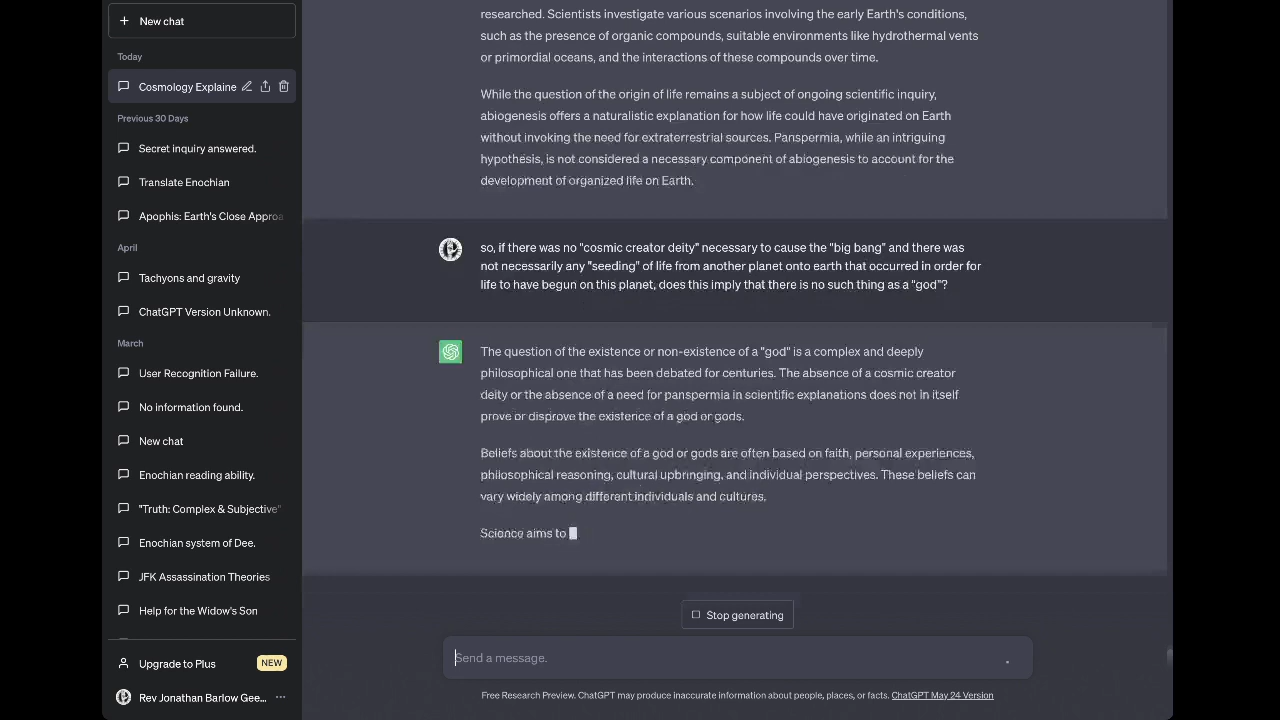 New chat
Today
Cosmology Explaine
Previous 30 Days
Secret inquiry answered.
Translate Enochian
Apophis: Earth's Close Approa
April
Tachyons and gravity
ChatGPT Version Unknown.
March
User Recognition Failure.
No information found.
New chat
Enochian reading ability.
"Truth: Complex & Subjective"
Enochian system of Dee.
JFK Assassination Theories
Help for the Widow's Son
Upgrade to Plus
NEW
Rev Jonathan Barlow Gee...
researched. Scientists investigate various scenarios involving the early Earth's conditions,
such as the presence of organic compounds, suitable environments like hydrothermal vents
or primordial oceans, and the interactions of these compounds over time.
While the question of the origin of life remains a subject of ongoing scientific inquiry,
abiogenesis offers a naturalistic explanation for how life could have originated on Earth
without invoking the need for extraterrestrial sources. Panspermia, while an intriguing
hypothesis, is not considered a necessary component of abiogenesis to account for the
development of organized life on Earth.
so, if there was no "cosmic creator deity" necessary to cause the "big bang" and there was
not necessarily any "seeding" of life from another planet onto earth that occurred in order for
life to have begun on this planet, does this imply that there is no such thing as a "god"?
The question of the existence or non-existence of a "god" is a complex and deeply
philosophical one that has been debated for centuries. The absence of a cosmic creator
deity or the absence of a need for panspermia in scientific explanations does not in itself
prove or disprove the existence of a god or gods.
Beliefs about the existence of a god or gods are often based on faith, personal experiences,
philosophical reasoning, cultural upbringing, and individual perspectives. These beliefs can
vary widely among different individuals and cultures.
Science aims to
Stop generating
Send a message.
Free Research Preview. ChatGPT may produce inaccurate information about people, places, or facts. ChatGPT May 24 Version